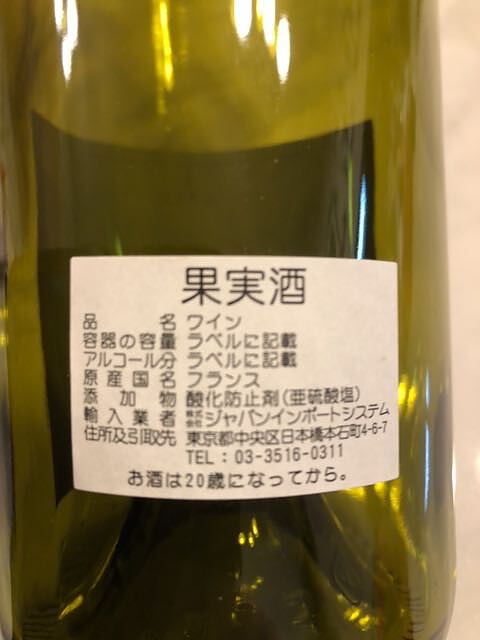 果実酒
品名 ワイン
容器の容量 ラベルに記載
アルコール分 ラベルに記載
原産国名 フランス
添加物 酸化防止剤(亜硫酸塩)
輸入業者 株式会社ジャパンインポートシステム
住所及引取先 東京都中央区日本橋本石町4-6-7
TEL：03-3516-0311
お酒は20歳になってから。